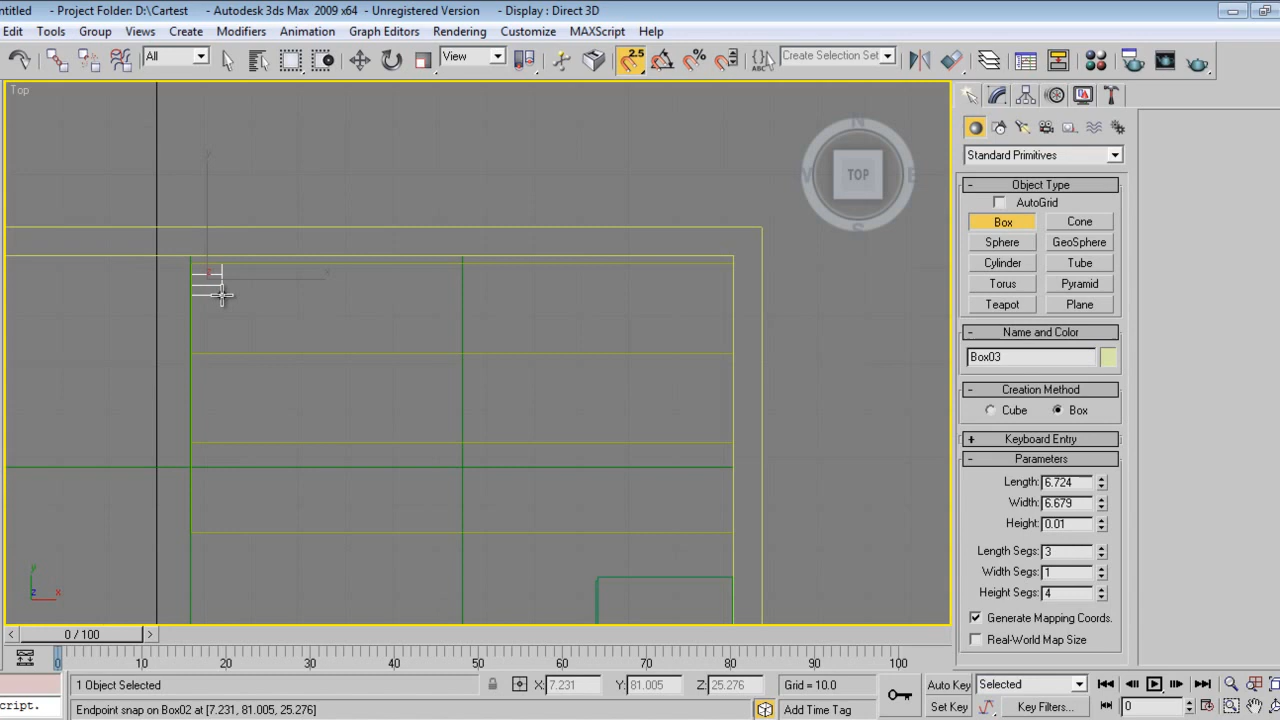 ntitled - Project Folder: D:\Cartest - Autodesk 3ds Max 2009 x64 - Unregistered Version - Display : Direct 3D
Edit Tools Group Views Create Modifiers Animation Graph Editors Rendering Customize MAXScript Help
All View 2.5 Create Selection Set
Top
N
TOP
S
Standard Primitives
- Object Type
AutoGrid
Box Cone
Sphere GeoSphere
Cylinder Tube
Torus Pyramid
Teapot Plane
- Name and Color
Box03
- Creation Method
Cube Box
+ Keyboard Entry
- Parameters
Length: 6.724
Width: 6.679
Height: 0.01
Length Segs: 3
Width Segs: 1
Height Segs: 4
Generate Mapping Coords.
Real-World Map Size
y
x
z
y
x
< 0 / 100 >
0 10 20 30 40 50 60 70 80 90 100
1 Object Selected X: 7.231 Y: 81.005 Z: 25.276 Grid = 10.0 Auto Key Selected
cript. Endpoint snap on Box02 at [7.231, 81.005, 25.276] Add Time Tag Set Key Key Filters... 0